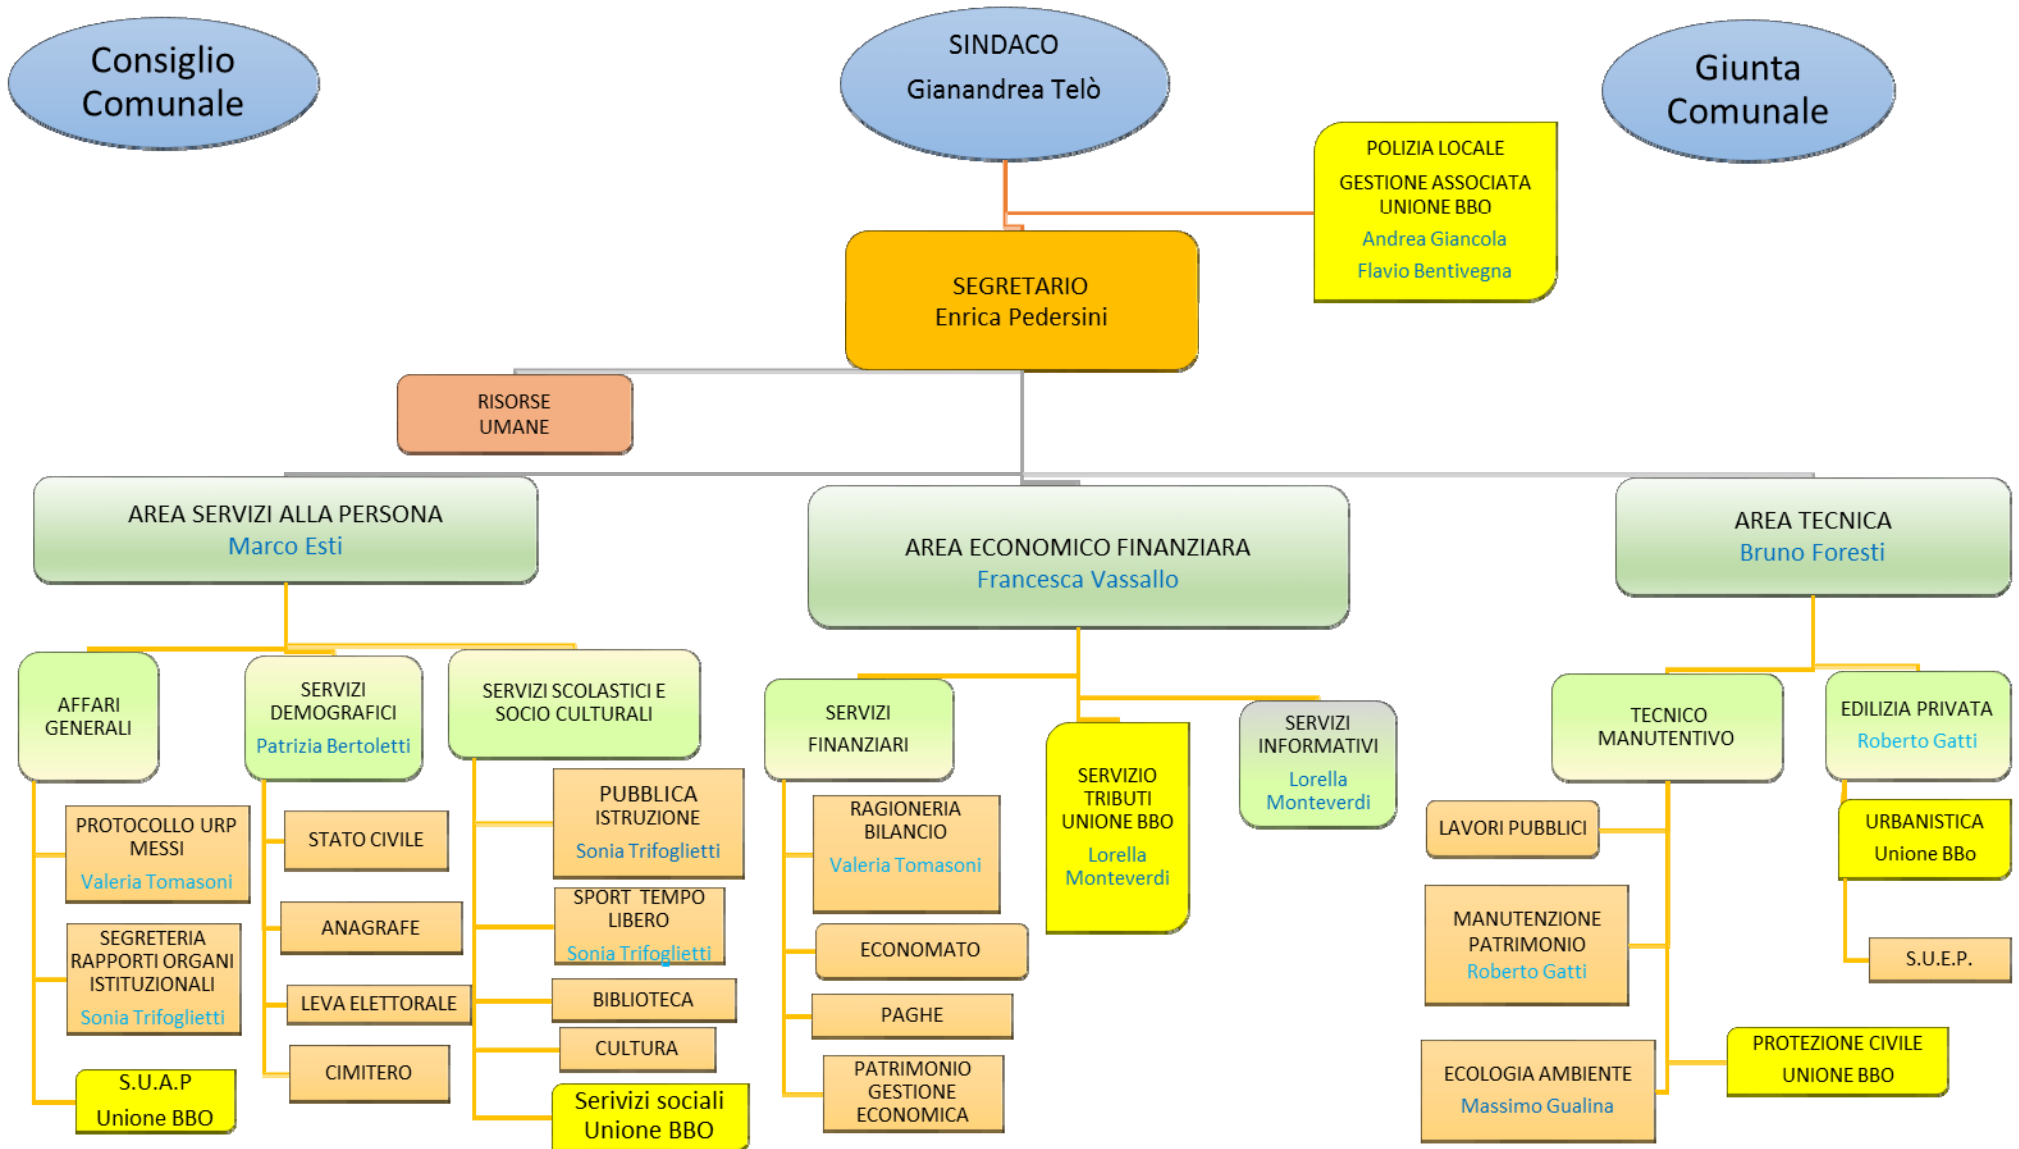 Consiglio
Comunale
SINDACO
Gianandrea Telò
Giunta
Comunale
POLIZIA LOCALE
GESTIONE ASSOCIATA
UNIONE BBO
Andrea Giancola
Flavio Bentivegna
SEGRETARIO
Enrica Pedersini
RISORSE
UMANE
AREA SERVIZI ALLA PERSONA
Marco Esti
AREA ECONOMICO FINANZIARA
Francesca Vassallo
AREA TECNICA
Bruno Foresti
AFFARI
GENERALI
SERVIZI
DEMOGRAFICI
Patrizia Bertoletti
SERVIZI SCOLASTICI E
SOCIO CULTURALI
SERVIZI
FINANZIARI
SERVIZIO
TRIBUTI
UNIONE BBO
Lorella
Monteverdi
SERVIZI
INFORMATIVI
Lorella
Monteverdi
TECNICO
MANUTENTIVO
EDILIZIA PRIVATA
Roberto Gatti
PROTOCOLLO URP
MESSI
Valeria Tomasoni
SEGRETERIA
RAPPORTI ORGANI
ISTITUZIONALI
Sonia Trifoglietti
S.U.A.P
Unione BBO
STATO CIVILE
ANAGRAFE
LEVA ELETTORALE
CIMITERO
PUBBLICA
ISTRUZIONE
Sonia Trifoglietti
SPORT TEMPO
LIBERO
Sonia Trifoglietti
BIBLIOTECA
CULTURA
Serivizi sociali
Unione BBO
RAGIONERIA
BILANCIO
Valeria Tomasoni
ECONOMATO
PAGHE
PATRIMONIO
GESTIONE
ECONOMICA
LAVORI PUBBLICI
MANUTENZIONE
PATRIMONIO
Roberto Gatti
ECOLOGIA AMBIENTE
Massimo Gualina
PROTEZIONE CIVILE
UNIONE BBO
URBANISTICA
Unione BBo
S.U.E.P.